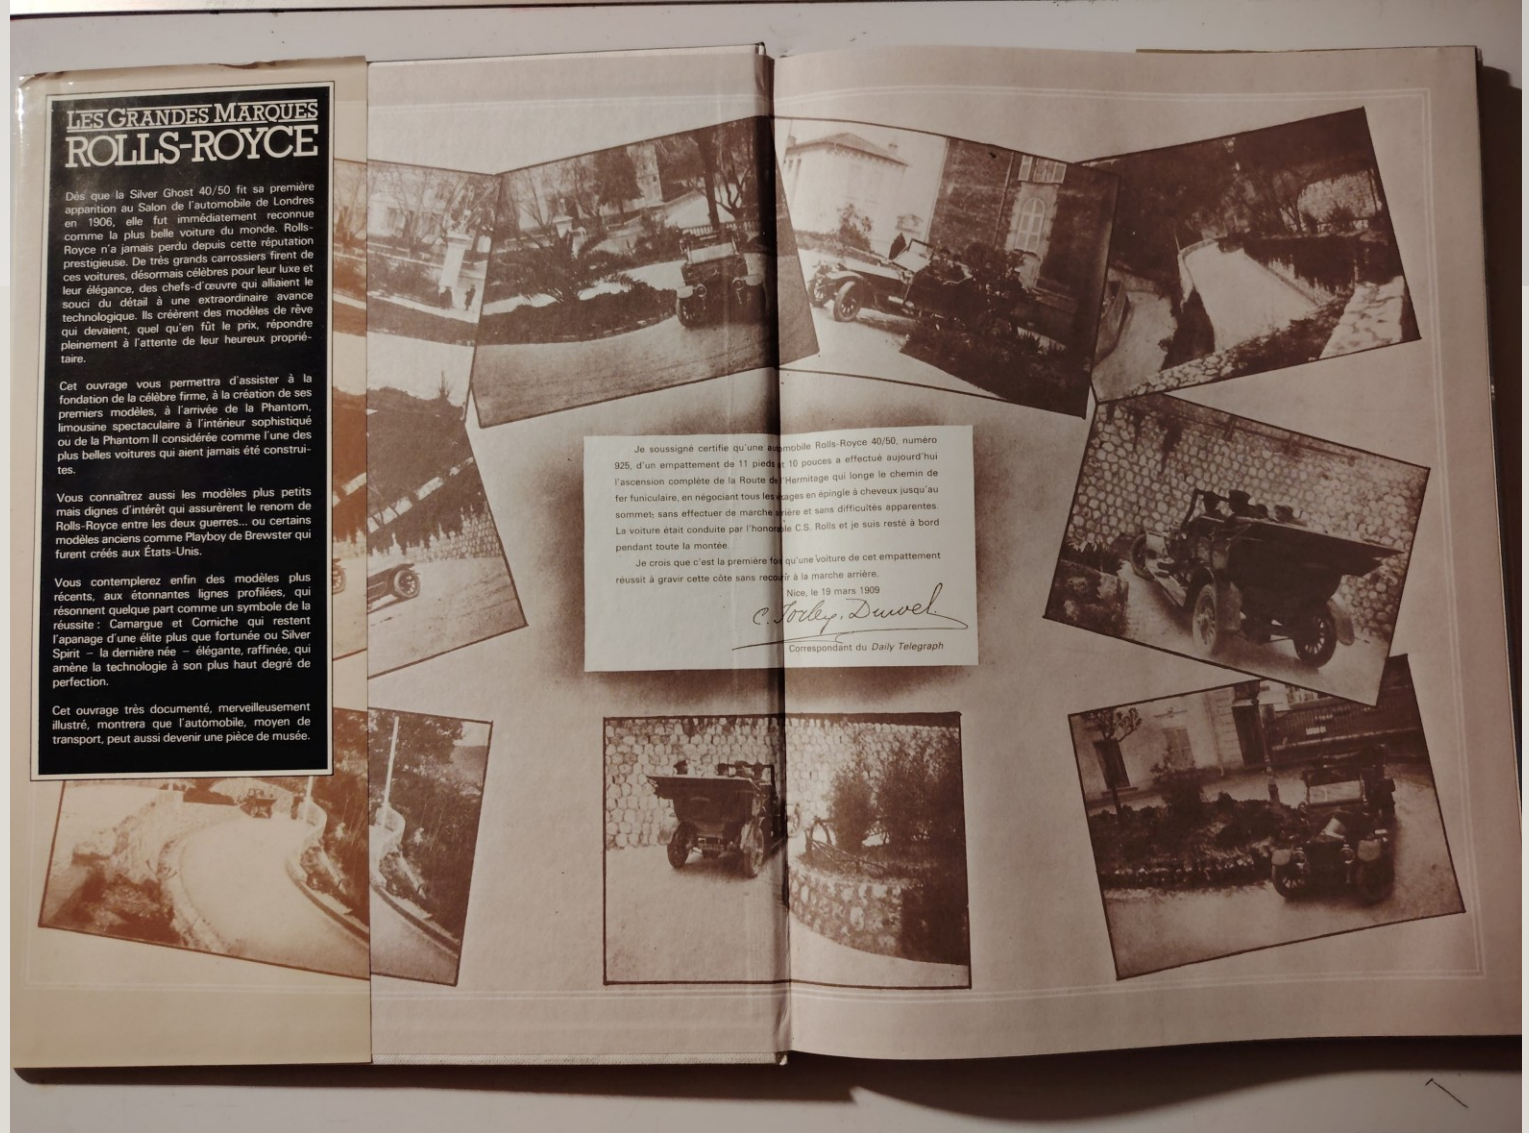 LES GRANDES MARQUES
ROLLS-ROYCE
Dès que la Silver Ghost 40/50 fit sa première
apparition au Salon de l'automobile de Londres
en 1906, elle fut immédiatement reconnue
comme la plus belle voiture du monde. Rolls-
Royce n'a jamais perdu depuis cette réputation
prestigieuse. De très grands carrossiers firent de
ces voitures, désormais célèbres pour leur luxe et
leur élégance, des chefs-d'œuvre qui alliaient le
souci du détail à une extraordinaire avance
technologique. Ils créèrent des modèles de rêve
qui devaient, quel qu'en fût le prix, répondre
pleinement à l'attente de leur heureux proprié-
taire.
Cet ouvrage vous permettra d'assister à la
fondation de la célèbre firme, à la création de ses
premiers modèles, à l'arrivée de la Phantom,
limousine spectaculaire à l'intérieur sophistiqué
ou de la Phantom II considérée comme l'une des
plus belles voitures qui aient jamais été construi-
tes.
Vous connaîtrez aussi les modèles plus petits
mais dignes d'intérêt qui assurèrent le renom de
Rolls-Royce entre les deux guerres... ou certains
modèles anciens comme Playboy de Brewster qui
furent créés aux États-Unis.
Vous contemplerez enfin des modèles plus
récents, aux étonnantes lignes profilées, qui
résonnent quelque part comme un symbole de la
réussite : Camargue et Corniche qui restent
l'apanage d'une élite plus que fortunée ou Silver
Spirit – la dernière née – élégante, raffinée, qui
amène la technologie à son plus haut degré de
perfection.
Cet ouvrage très documenté, merveilleusement
illustré, montrera que l'automobile, moyen de
transport, peut aussi devenir une pièce de musée.
Je soussigné certifie qu'une automobile Rolls-Royce 40/50, numéro
925, d'un empattement de 11 pieds et 10 pouces a effectué aujourd'hui
l'ascension complète de la Route de l'Hermitage qui longe le chemin de
fer funiculaire, en négociant tous les étages en épingle à cheveux jusqu'au
sommet; sans effectuer de marche arrière et sans difficultés apparentes.
La voiture était conduite par l'honorable C.S. Rolls et je suis resté à bord
pendant toute la montée.
Je crois que c'est la première fois qu'une voiture de cet empattement
réussit à gravir cette côte sans recourir à la marche arrière.
Nice, le 19 mars 1909
Correspondant du Daily Telegraph